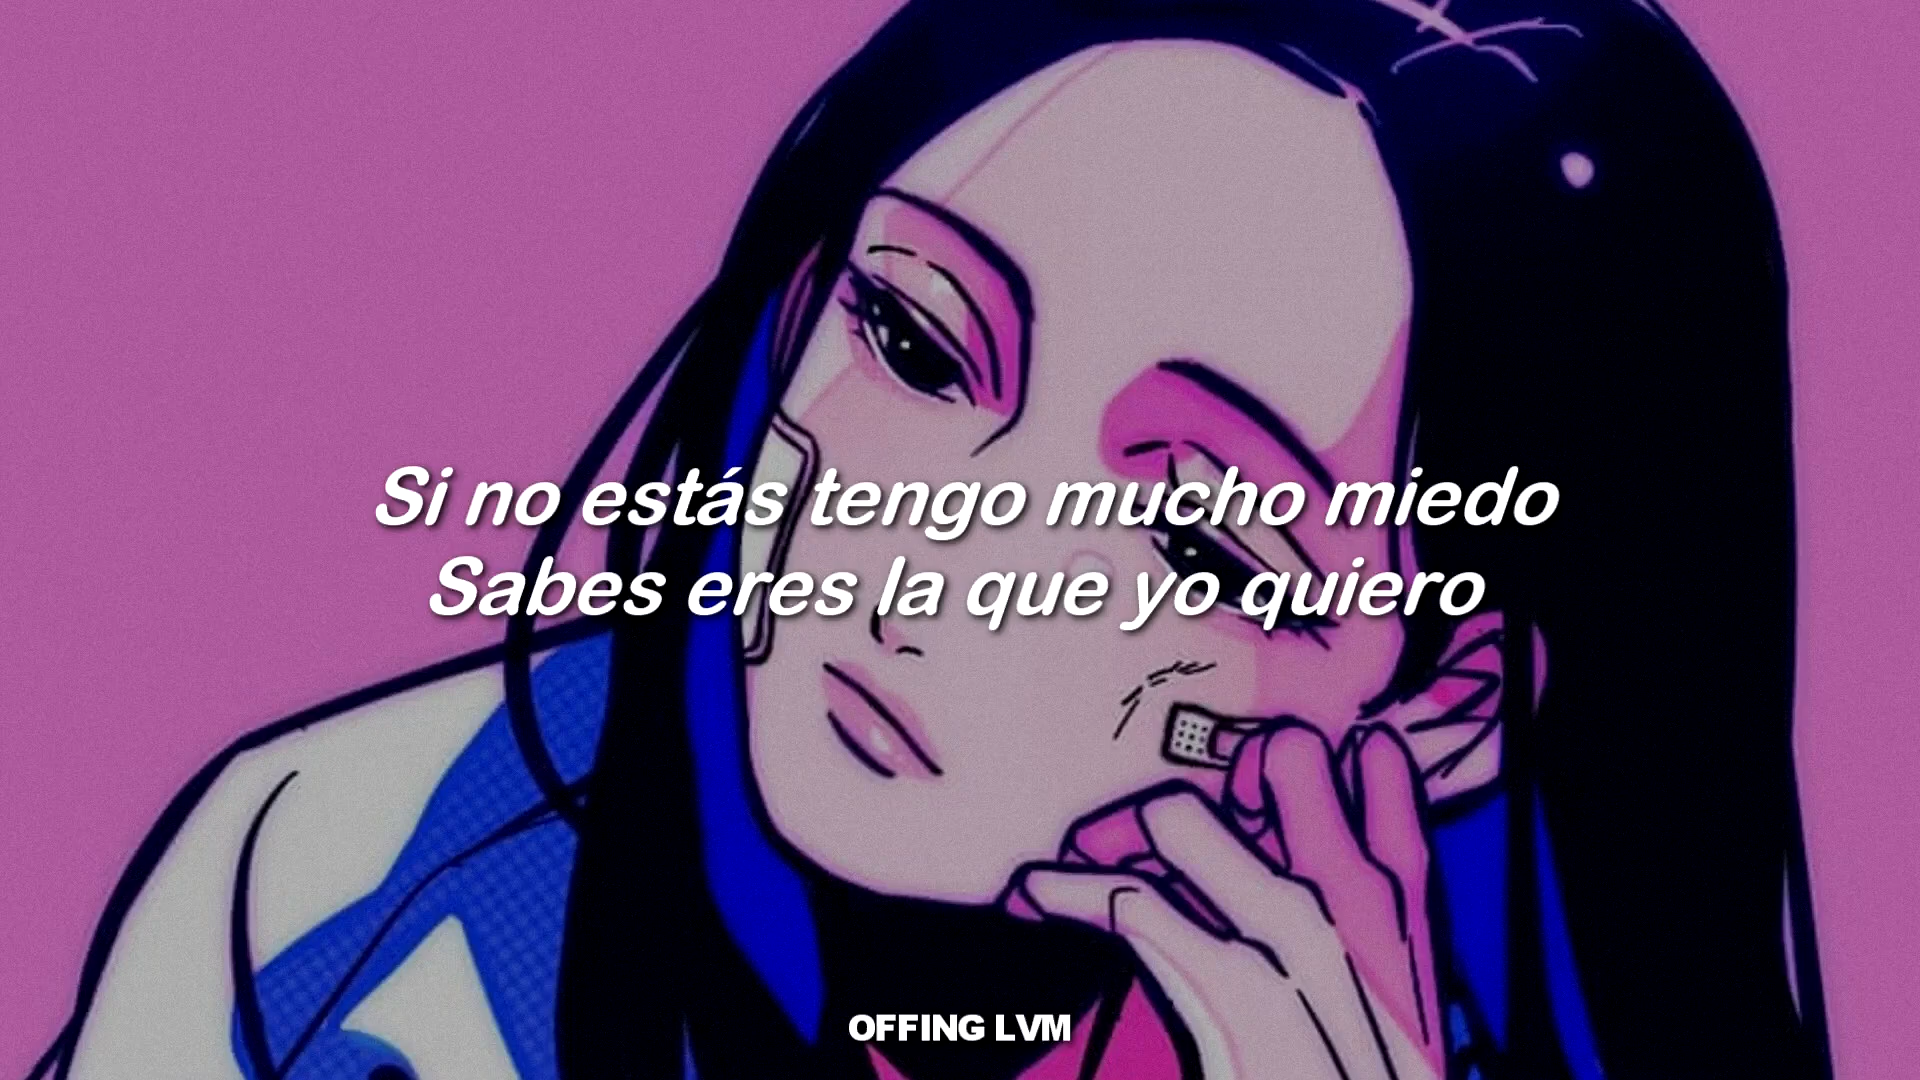 Si no estás tengo mucho miedo
Sabes eres la que yo quiero
OFFING LVM